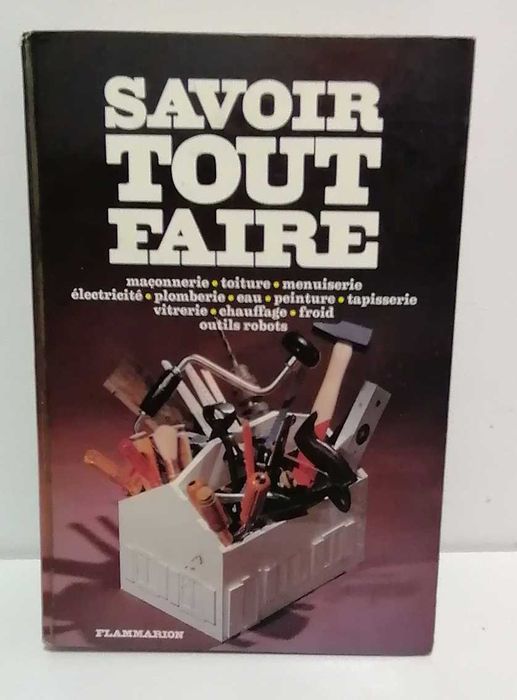 SAVOIR
TOUT
FAIRE
maçonnerie • toiture • menuiserie
électricité • plomberie • eau • peinture • tapisserie
vitrerie • chauffage • froid
outils robots
FLAMMARION